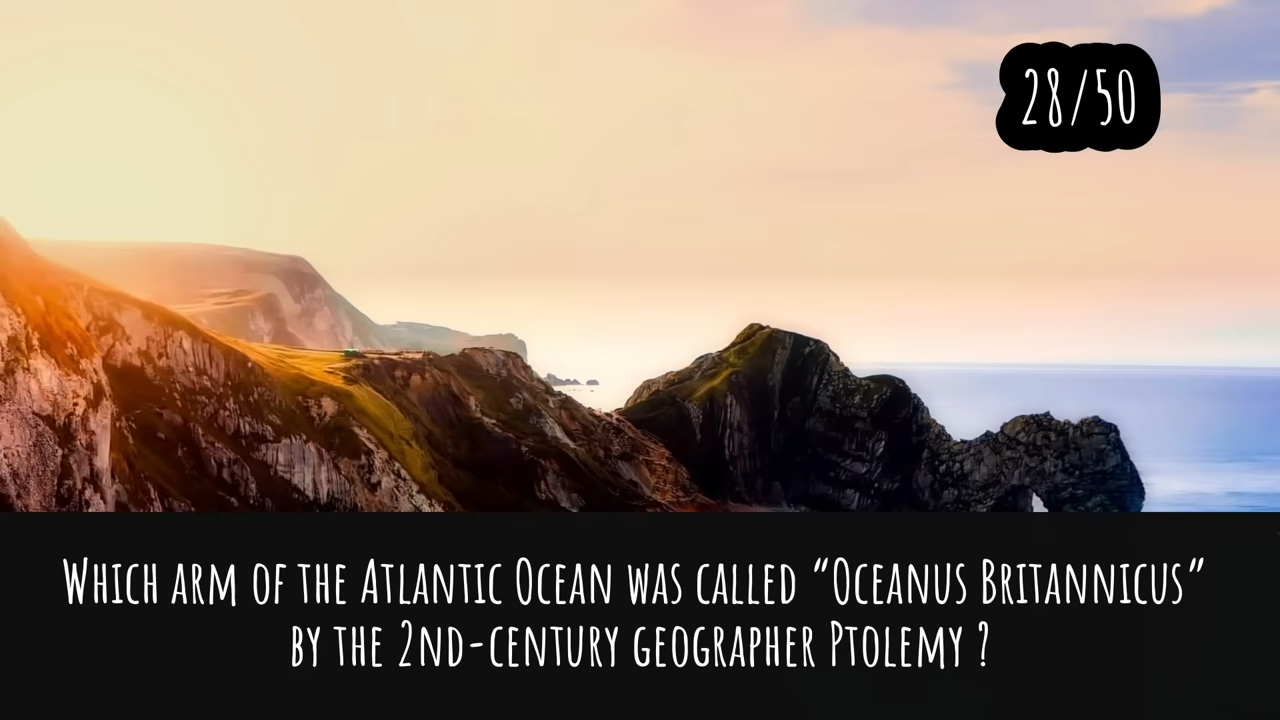 28/50
Which arm of the Atlantic Ocean was called “Oceanus Britannicus”
by the 2nd-century geographer Ptolemy ?